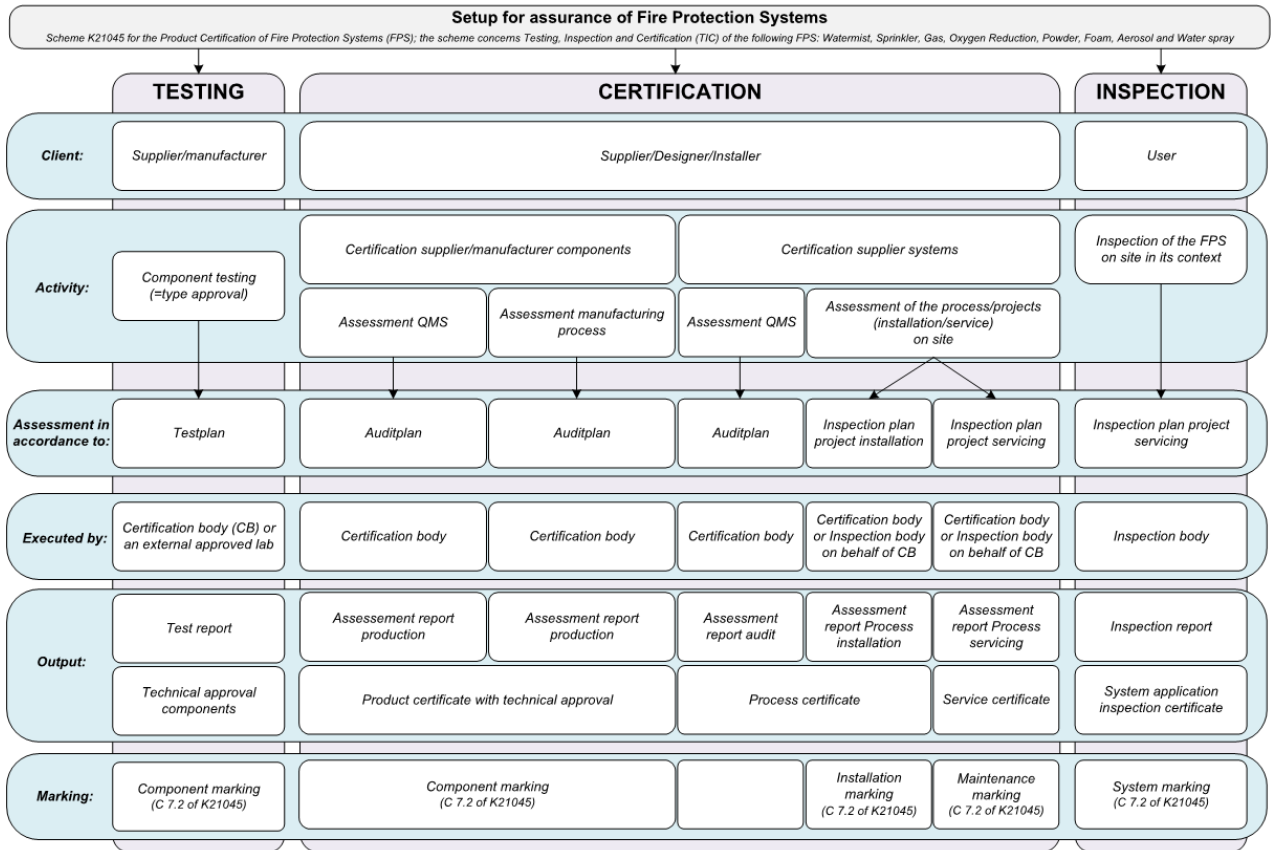 Setup for assurance of Fire Protection Systems
Scheme K21045 for the Product Certification of Fire Protection Systems (FPS); the scheme concerns Testing, Inspection and Certification (TIC) of the following FPS: Watermist, Sprinkler, Gas, Oxygen Reduction, Powder, Foam, Aerosol and Water spray
TESTING
CERTIFICATION
INSPECTION
Client:
Supplier/manufacturer
Supplier/Designer/Installer
User
Activity:
Component testing
(=type approval)
Certification supplier/manufacturer components
Certification supplier systems
Inspection of the FPS
on site in its context
Assessment QMS
Assessment manufacturing
process
Assessment QMS
Assessment of the process/projects
(installation/service)
on site
Assessment in
accordance to:
Testplan
Auditplan
Auditplan
Auditplan
Inspection plan
project installation
Inspection plan
project servicing
Inspection plan project
servicing
Executed by:
Certification body (CB) or
an external approved lab
Certification body
Certification body
Certification body
Certification body
or Inspection body
on behalf of CB
Certification body
or Inspection body
on behalf of CB
Inspection body
Output:
Test report
Assessement report
production
Assessment report
production
Assessment
report audit
Assessment
report Process
installation
Assessment
report Process
servicing
Inspection report
Technical approval
components
Product certificate with technical approval
Process certificate
Service certificate
System application
inspection certificate
Marking:
Component marking
(C 7.2 of K21045)
Component marking
(C 7.2 of K21045)
Installation
marking
(C 7.2 of K21045)
Maintenance
marking
(C 7.2 of K21045)
System marking
(C 7.2 of K21045)